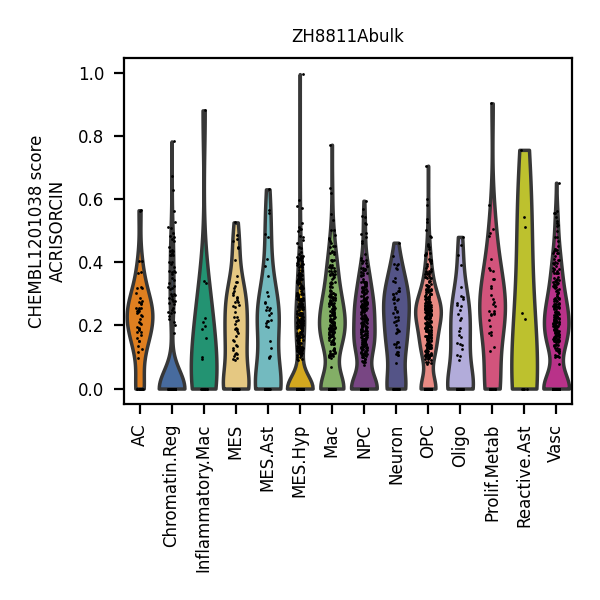 ZH8811Abulk
CHEMBL1201038 score
ACRISORCIN
1.0
0.8
0.6
0.4
0.2
0.0
AC
Chromatin.Reg
Inflammatory.Mac
MES
MES.Ast
MES.Hyp
Mac
NPC
Neuron
OPC
Oligo
Prolif.Metab
Reactive.Ast
Vasc